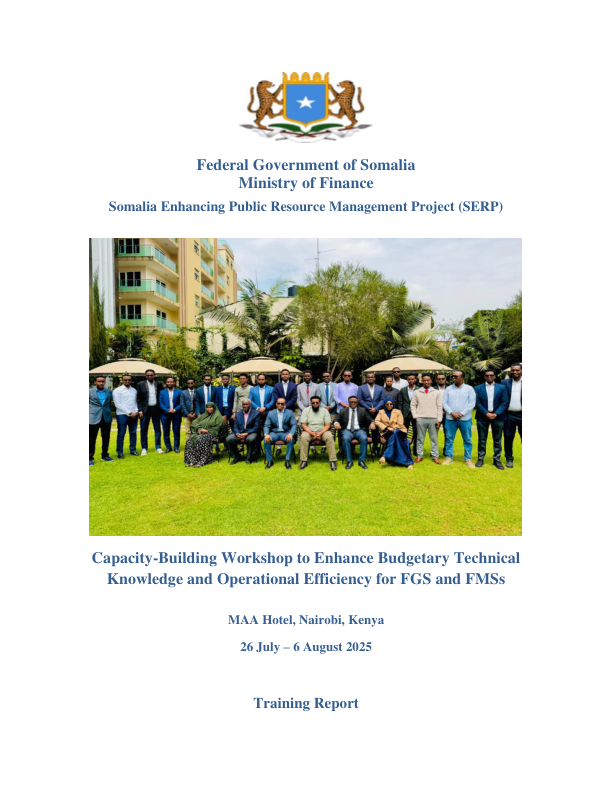 Federal Government of Somalia
Ministry of Finance
Somalia Enhancing Public Resource Management Project (SERP)
Capacity-Building Workshop to Enhance Budgetary Technical
Knowledge and Operational Efficiency for FGS and FMSs
MAA Hotel, Nairobi, Kenya
26 July – 6 August 2025
Training Report